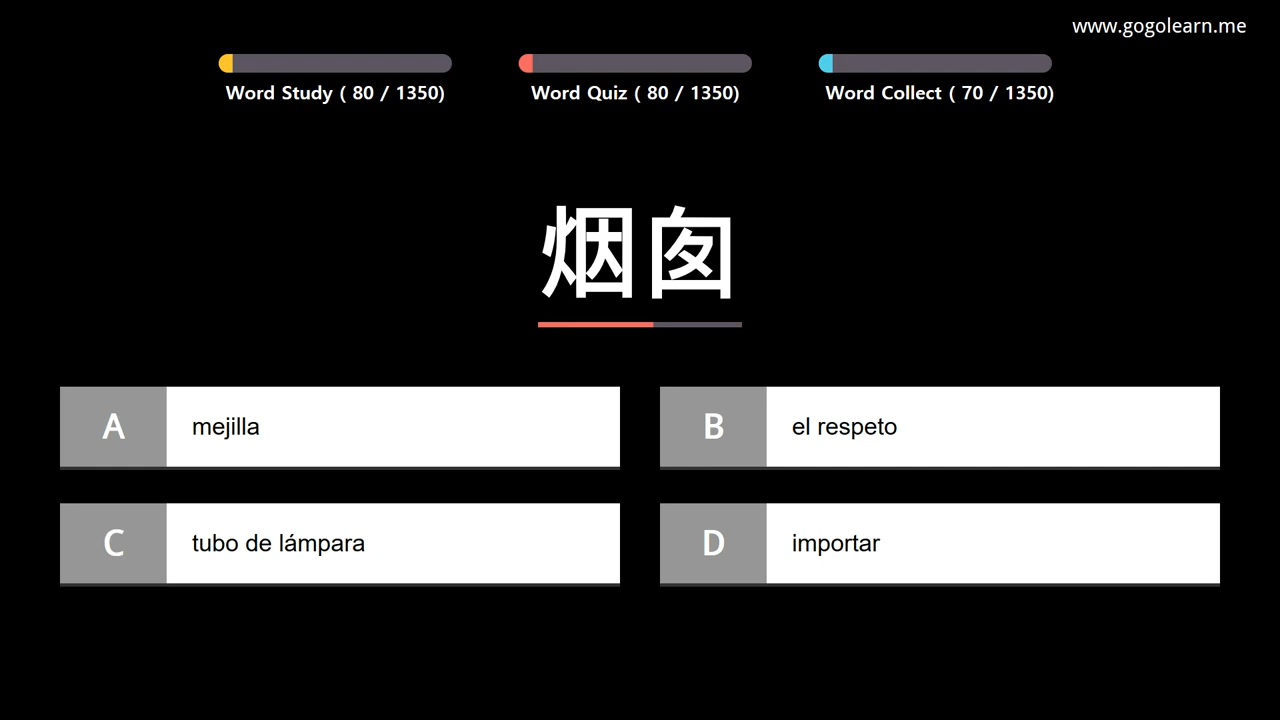 www.gogolearn.me
Word Study ( 80 / 1350)
Word Quiz ( 80 / 1350)
Word Collect ( 70 / 1350)
烟囱
A mejilla
B el respeto
C tubo de lámpara
D importar